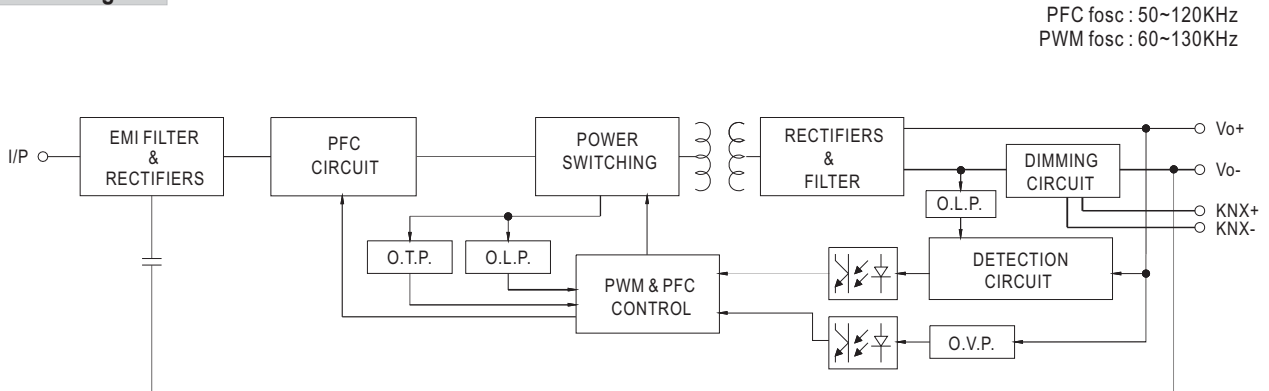 PFC fosc : 50~120KHz
PWM fosc : 60~130KHz
EMI FILTER
&
RECTIFIERS
PFC
CIRCUIT
POWER
SWITCHING
RECTIFIERS
&
FILTER
DIMMING
CIRCUIT
I/P
Vo+
Vo-
KNX+
KNX-
O.L.P.
O.T.P.
O.L.P.
PWM & PFC
CONTROL
DETECTION
CIRCUIT
O.V.P.